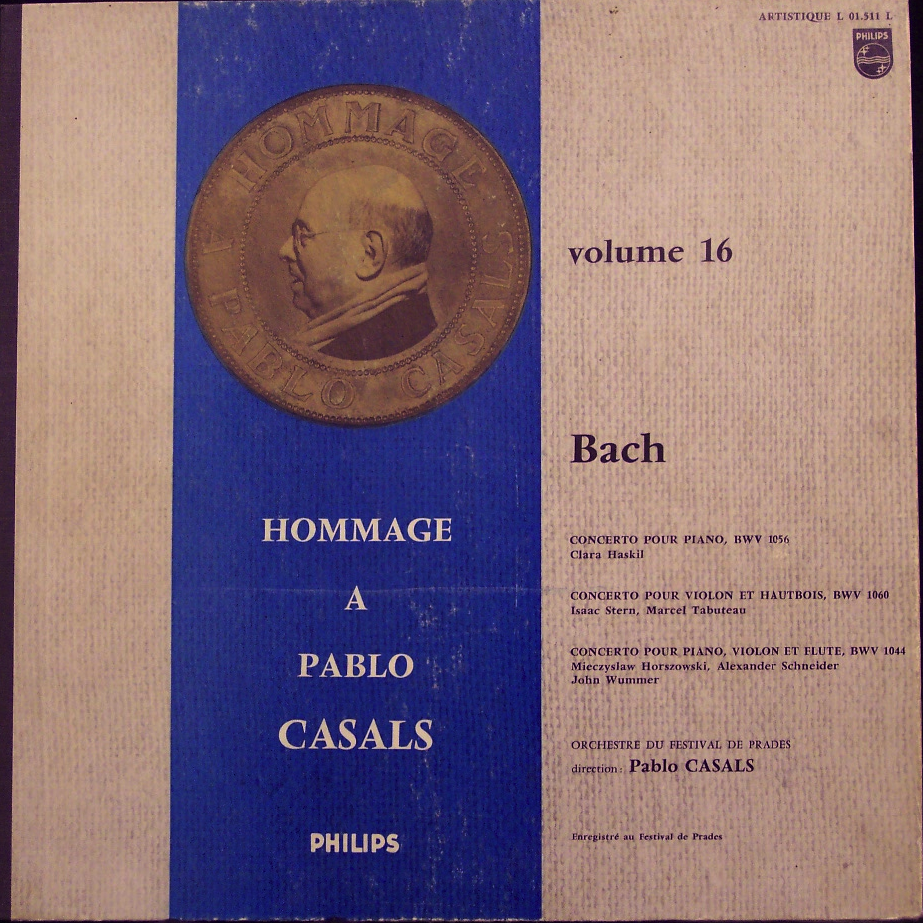 ARTISTIQUE L 01.511 L
PHILIPS
HOMMAGE
A
PABLO CASALS
volume 16
Bach
HOMMAGE
A
PABLO
CASALS
PHILIPS
CONCERTO POUR PIANO, BWV 1056
Clara Haskil
CONCERTO POUR VIOLON ET HAUTBOIS, BWV 1060
Isaac Stern, Marcel Tabuteau
CONCERTO POUR PIANO, VIOLON ET FLUTE, BWV 1044
Mieczyslaw Horszowski, Alexander Schneider
John Wummer
ORCHESTRE DU FESTIVAL DE PRADES
direction: Pablo CASALS
Enregistré au Festival de Prades